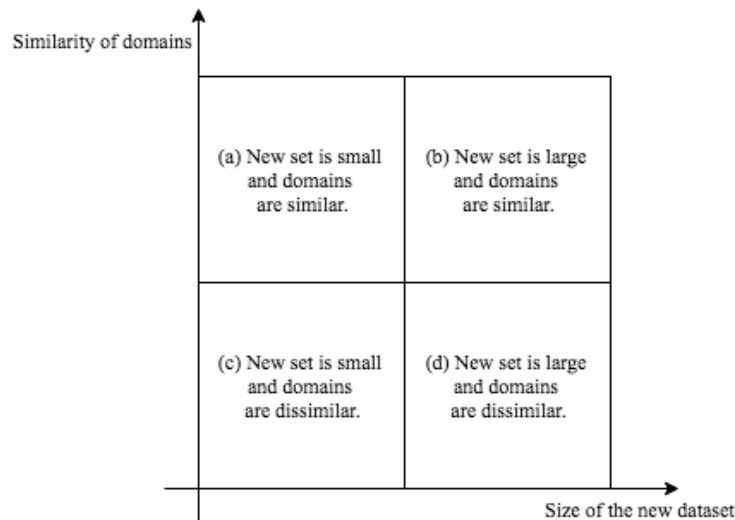 Similarity of domains
(a) New set is small
and domains
are similar.
(b) New set is large
and domains
are similar.
(c) New set is small
and domains
are dissimilar.
(d) New set is large
and domains
are dissimilar.
Size of the new dataset